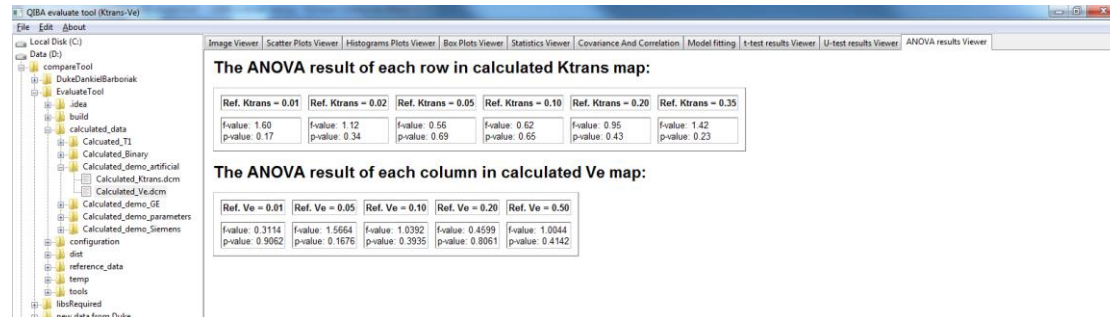 QIBA evaluate tool (Ktrans-Ve)
File Edit About
Image Viewer Scatter Plots Viewer Histograms Plots Viewer Box Plots Viewer Statistics Viewer Covariance And Correlation Model fitting t-test results Viewer U-test results Viewer ANOVA results Viewer
Local Disk (C:)
Data (D:)
compareTool
DukeDankielBarboriak
EvaluateTool
.idea
build
calculated_data
Calcuated_T1
Calculated_Binary
Calculated_demo_artificial
Calculated_Ktrans.dcm
Calculated_Ve.dcm
Calculated_demo_GE
Calculated_demo_parameters
Calculated_demo_Siemens
configuration
dist
reference_data
temp
tools
libsRequired
new data from Duke
The ANOVA result of each row in calculated Ktrans map:
Ref. Ktrans = 0.01 Ref. Ktrans = 0.02 Ref. Ktrans = 0.05 Ref. Ktrans = 0.10 Ref. Ktrans = 0.20 Ref. Ktrans = 0.35
f-value: 1.60 f-value: 1.12 f-value: 0.56 f-value: 0.62 f-value: 0.95 f-value: 1.42
p-value: 0.17 p-value: 0.34 p-value: 0.69 p-value: 0.65 p-value: 0.43 p-value: 0.23
The ANOVA result of each column in calculated Ve map:
Ref. Ve = 0.01 Ref. Ve = 0.05 Ref. Ve = 0.10 Ref. Ve = 0.20 Ref. Ve = 0.50
f-value: 0.3114 f-value: 1.5664 f-value: 1.0392 f-value: 0.4599 f-value: 1.0044
p-value: 0.9062 p-value: 0.1676 p-value: 0.3935 p-value: 0.8061 p-value: 0.4142